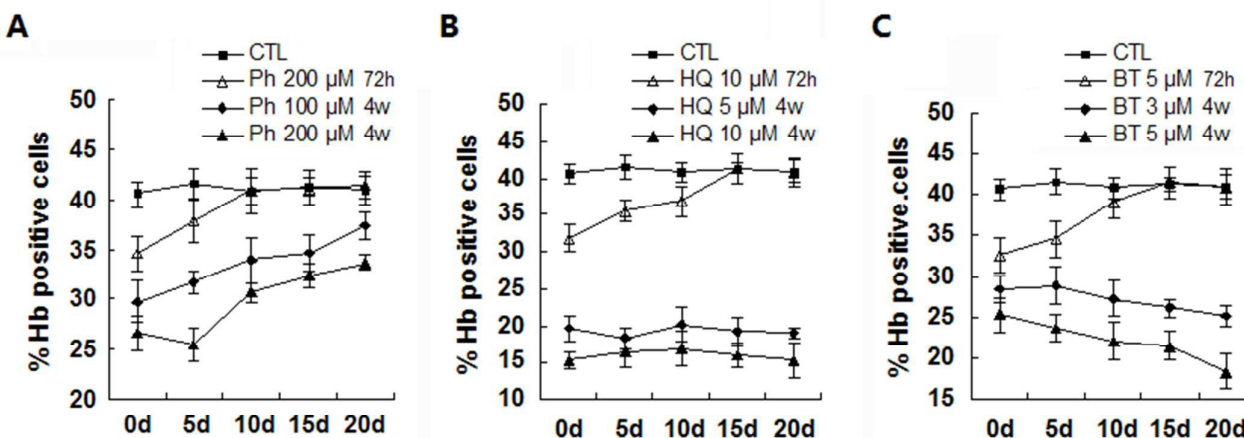 A
CTL
Ph 200 µM 72h
Ph 100 µM 4w
Ph 200 µM 4w
% Hb positive cells
50
45
40
35
30
25
20
0d 5d 10d 15d 20d
B
CTL
HQ 10 µM 72h
HQ 5 µM 4w
HQ 10 µM 4w
% Hb positive cells
50
45
40
35
30
25
20
15
10
0d 5d 10d 15d 20d
C
CTL
BT 5 µM 72h
BT 3 µM 4w
BT 5 µM 4w
% Hb positive.cells
50
45
40
35
30
25
20
15
0d 5d 10d 15d 20d